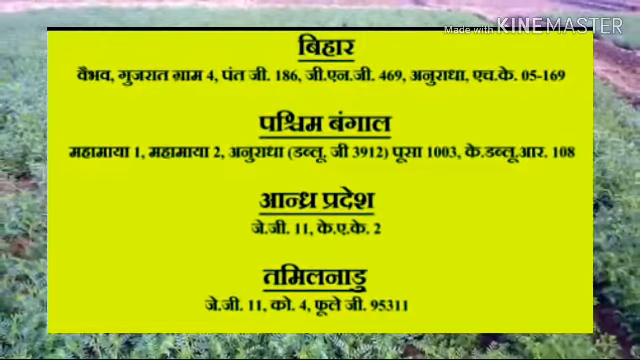 Made with KINEMASTER
बिहार
वैभव, गुजरात ग्राम 4, पंत जी. 186, जी.एन.जी. 469, अनुराधा, एच.के. 05-169
पश्चिम बंगाल
महामाया 1, महामाया 2, अनुराधा (डब्लू. जी 3912) पूसा 1003, के.डब्लू.आर. 108
आन्ध्र प्रदेश
जे.जी. 11, के.ए.के. 2
तमिलनाडु
जे.जी. 11, को. 4, फूले जी. 95311